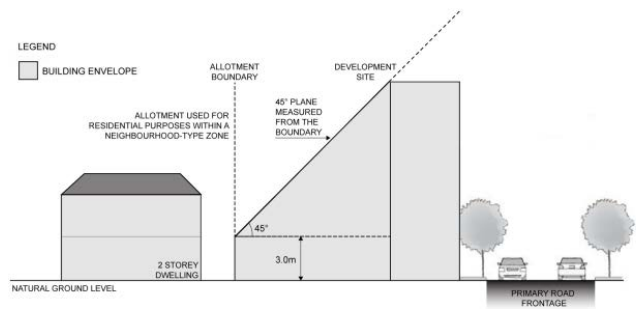 LEGEND
BUILDING ENVELOPE
ALLOTMENT
BOUNDARY
DEVELOPMENT
SITE
ALLOTMENT USED FOR
RESIDENTIAL PURPOSES WITHIN A
NEIGHBOURHOOD-TYPE ZONE
45° PLANE
MEASURED
FROM THE
BOUNDARY
45°
3.0m
2 STOREY
DWELLING
NATURAL GROUND LEVEL
PRIMARY ROAD
FRONTAGE